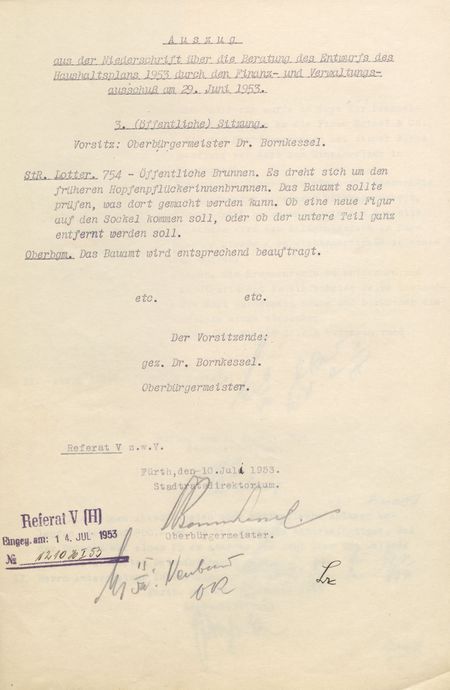 Auszug
aus der Niederschrift über die Beratung des Entwurfs des
Haushaltsplans 1953 durch den Finanz- und Verwaltungs-
ausschuß am 29. Juni 1953.
3. (öffentliche) Sitzung.
Vorsitz: Oberbürgermeister Dr. Bornkessel.
StR. Lotter. 754 - Öffentliche Brunnen. Es dreht sich um den
früheren Hopfenpflückerinnenbrunnen. Das Bauamt sollte
prüfen, was dort gemacht werden kann. Ob eine neue Figur
auf den Sockel kommen soll, oder ob der untere Teil ganz
entfernt werden soll.
Oberbgm. Das Bauamt wird entsprechend beauftragt.
etc. etc.
Der Vorsitzende:
gez. Dr. Bornkessel.
Oberbürgermeister.
Referat V z.w.V.
Fürth, den 10. Juli 1953.
Stadtratsdirektorium.
Bornkessel.
Oberbürgermeister.
Referat V (H)
Eingeg. am: 14. JUL 1953
№